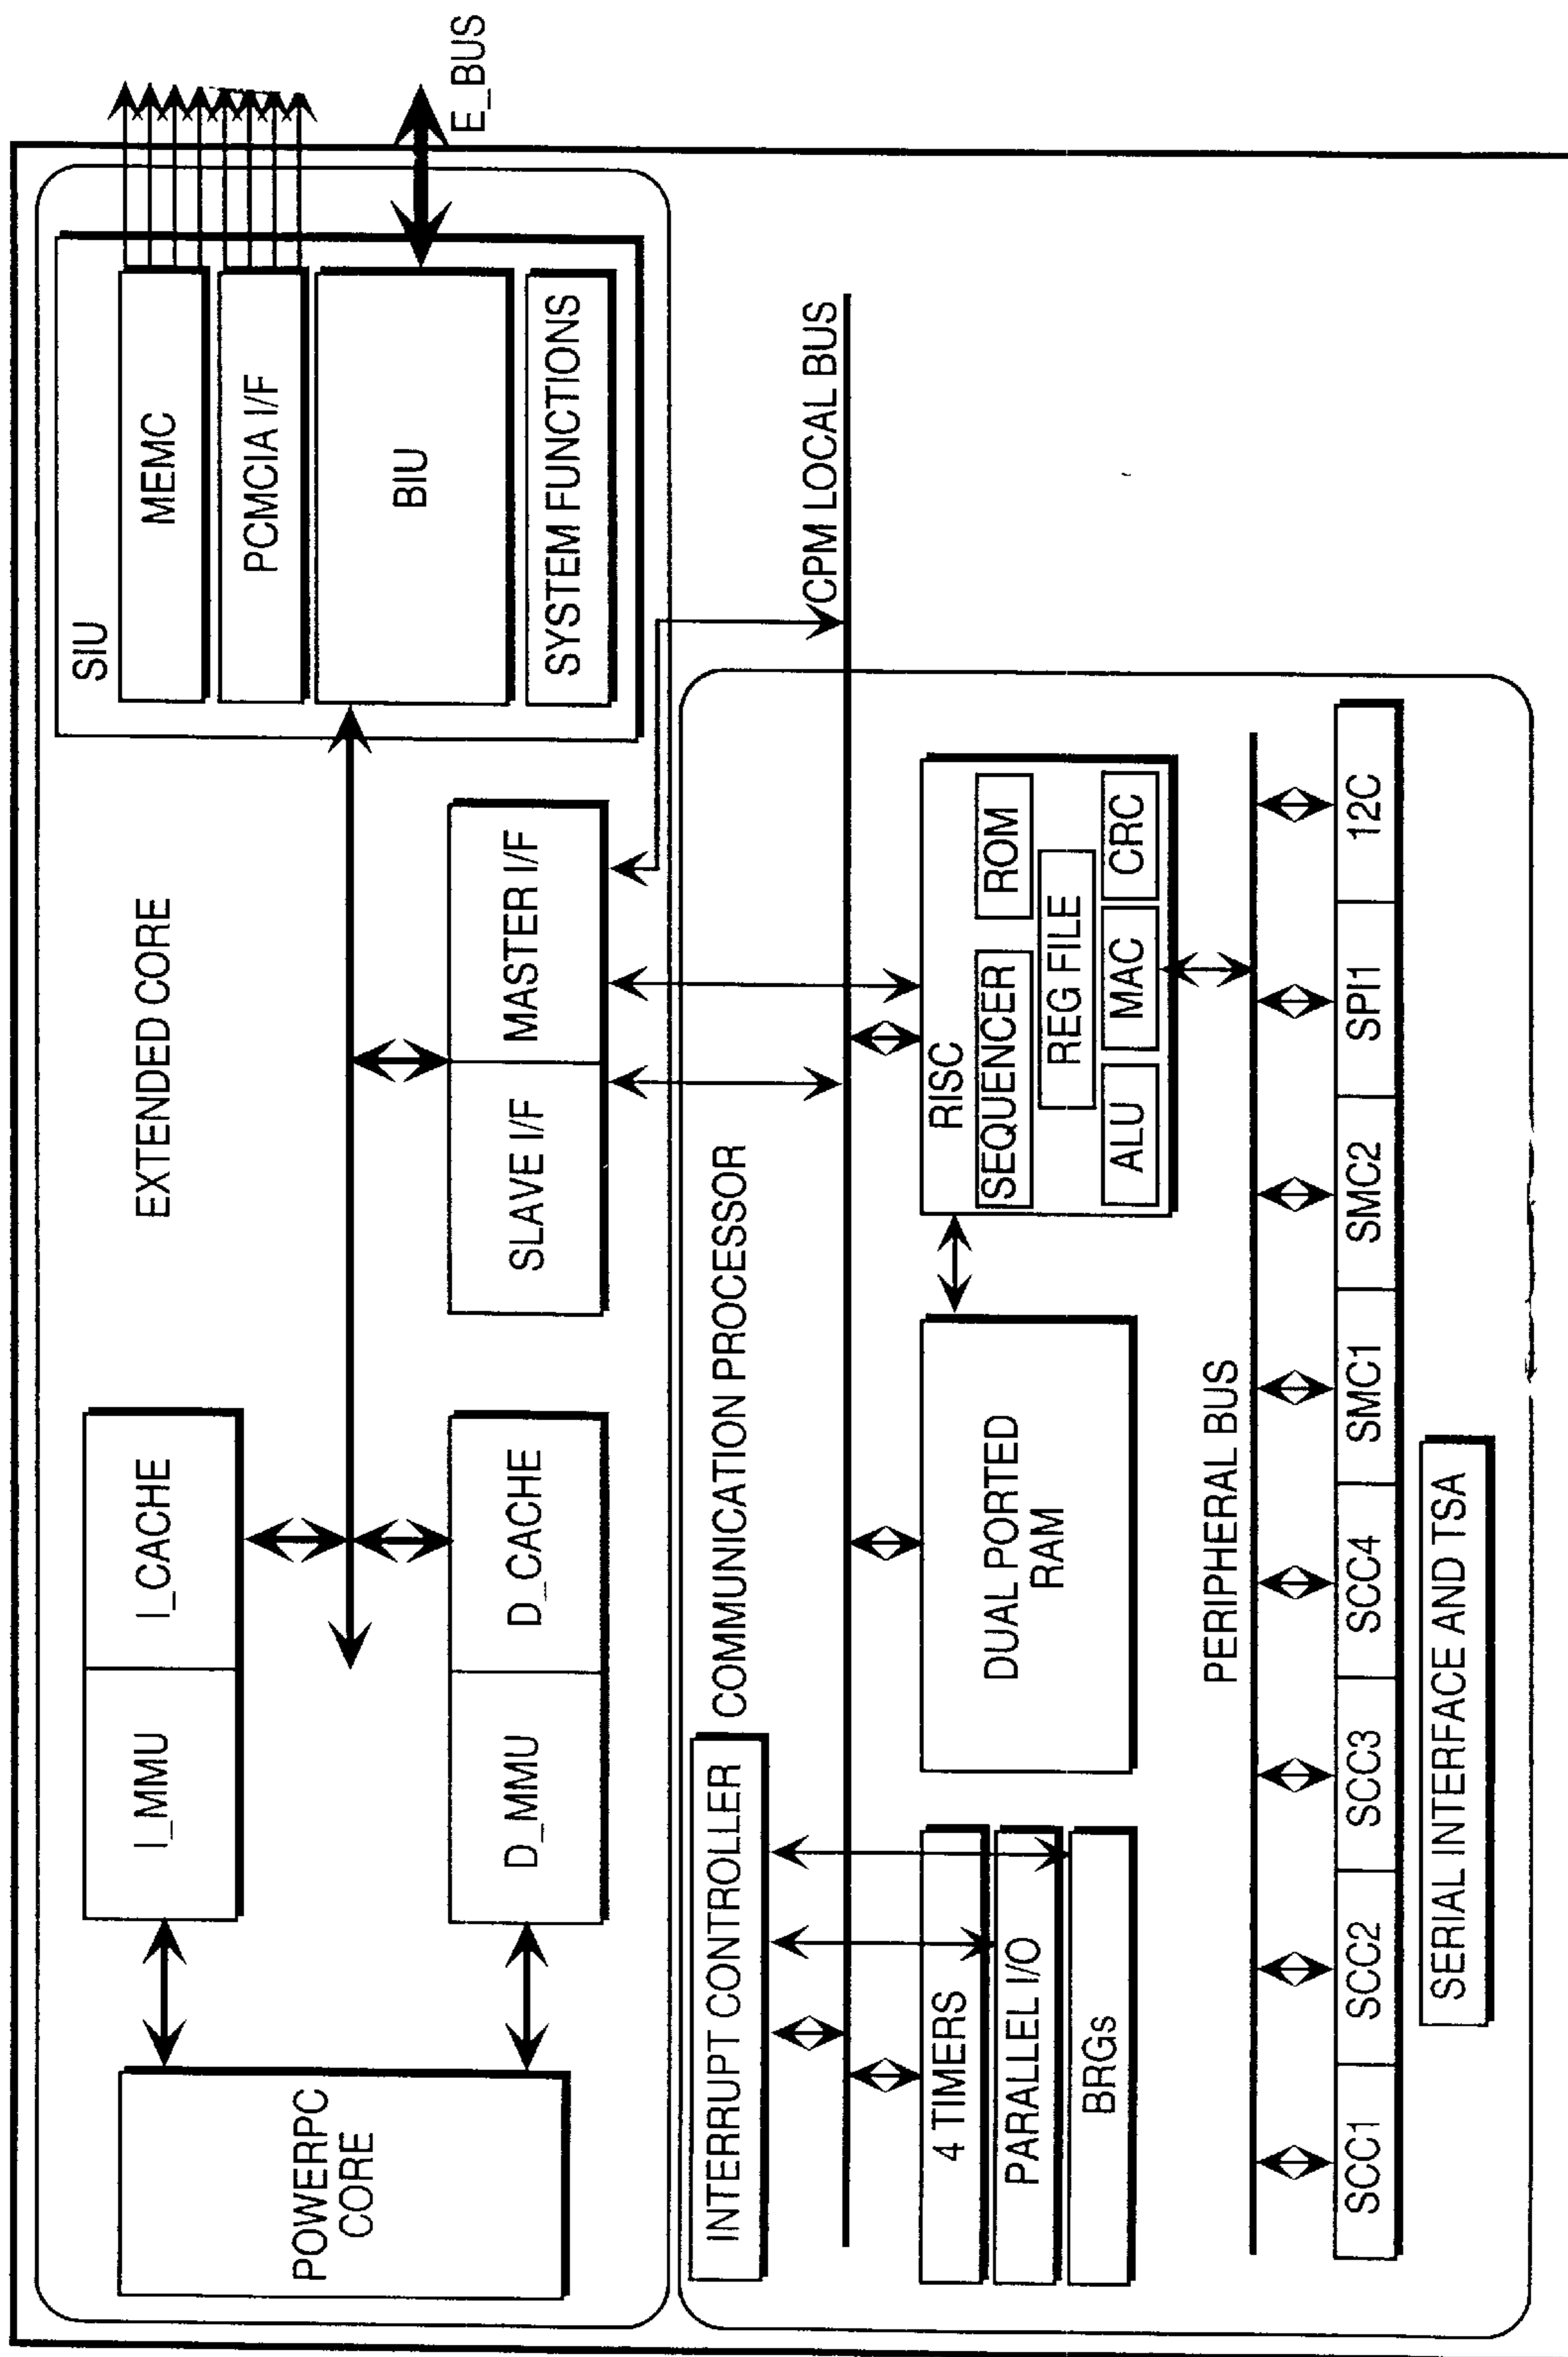 EXTENDED CORE
POWERPC
CORE
I_MMU
I_CACHE
D_MMU
D_CACHE
SLAVE I/F
MASTER I/F
SIU
MEMC
PCMCIA I/F
BIU
SYSTEM FUNCTIONS
E_BUS
COMMUNICATION PROCESSOR
INTERRUPT CONTROLLER
CPM LOCAL BUS
4 TIMERS
PARALLEL I/O
BRGs
DUAL PORTED
RAM
RISC
SEQUENCER
ROM
REG FILE
ALU
MAC
CRC
PERIPHERAL BUS
SCC1
SCC2
SCC3
SCC4
SMC1
SMC2
SPI1
12C
SERIAL INTERFACE AND TSA